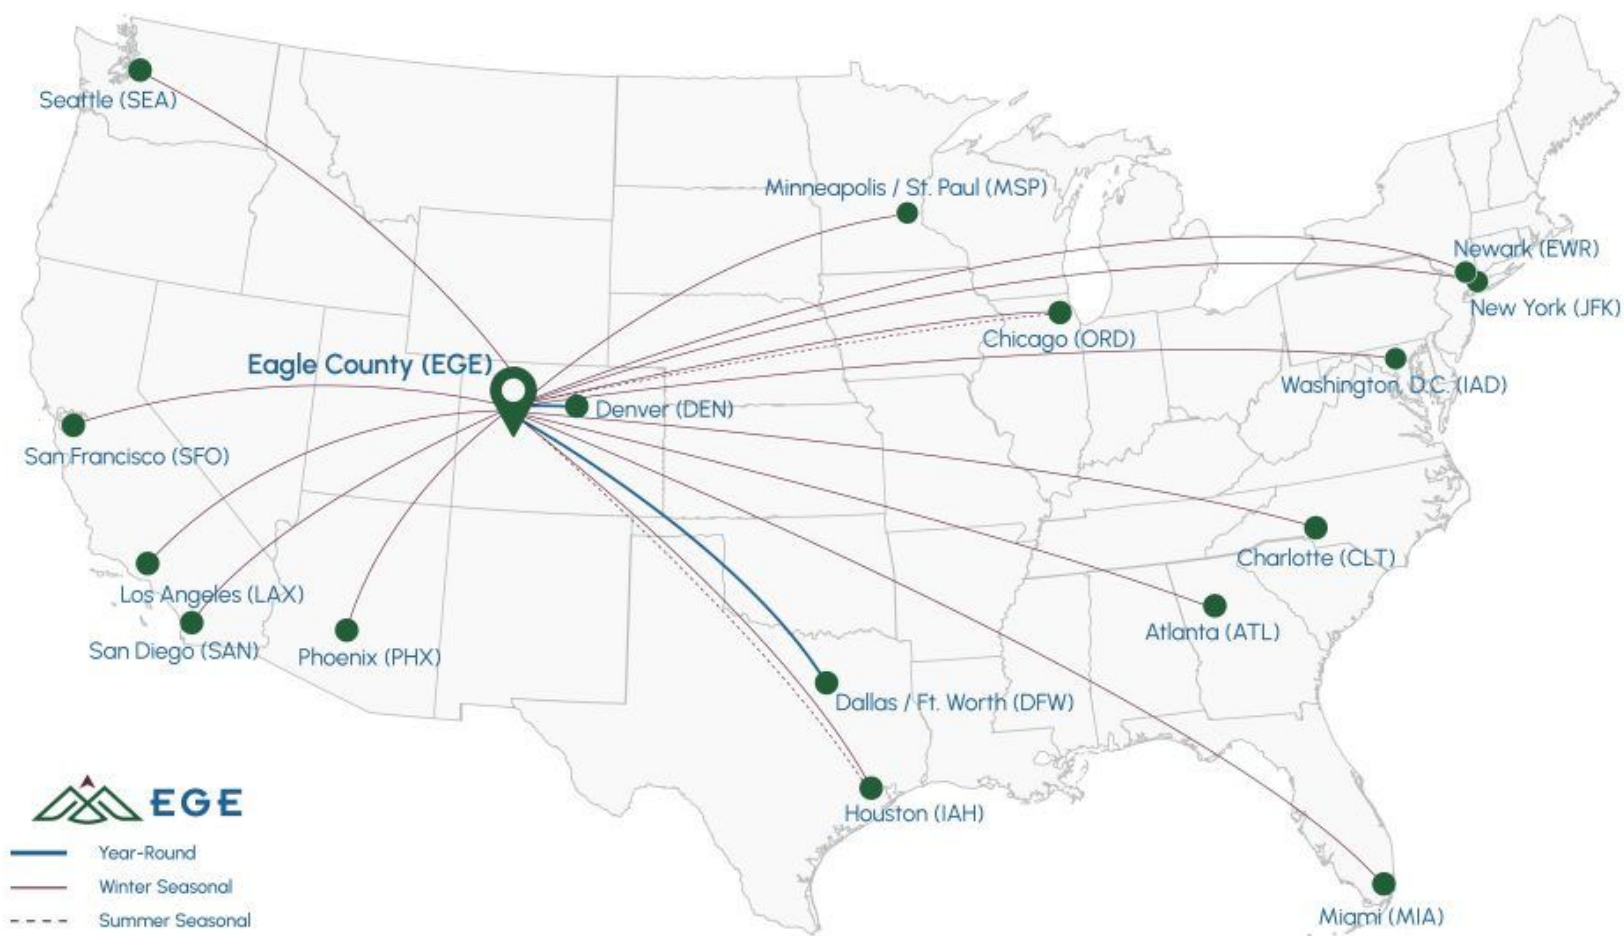 Seattle (SEA)
Minneapolis / St. Paul (MSP)
Newark (EWR)
New York (JFK)
Chicago (ORD)
Eagle County (EGE)
Washington, D.C. (IAD)
Denver (DEN)
San Francisco (SFO)
Charlotte (CLT)
Los Angeles (LAX)
Atlanta (ATL)
San Diego (SAN)
Phoenix (PHX)
Dallas / Ft. Worth (DFW)
EGE
Houston (IAH)
Year-Round
Winter Seasonal
Miami (MIA)
Summer Seasonal